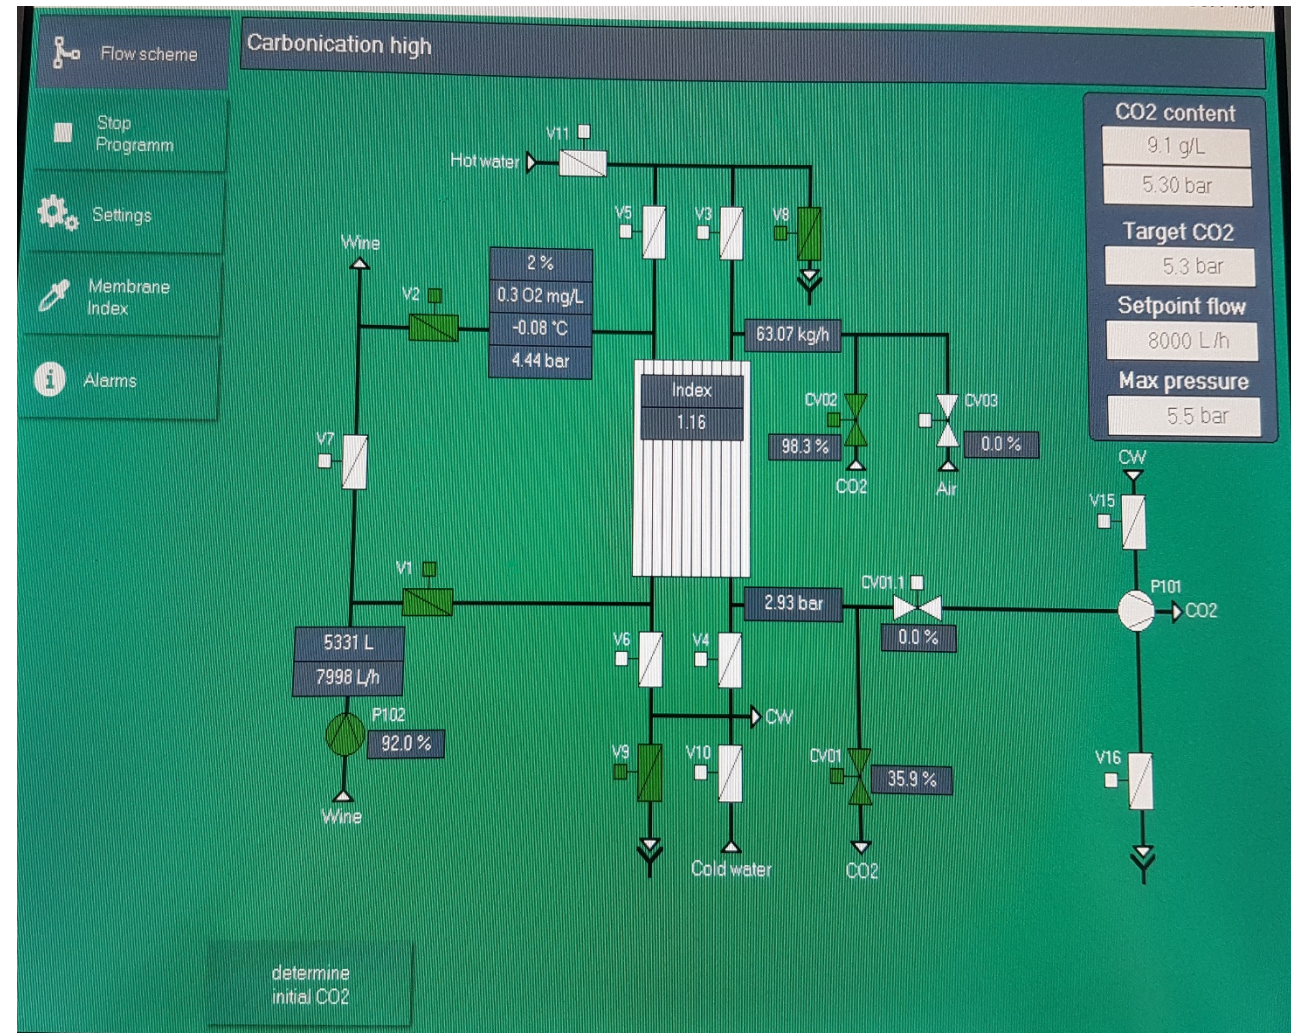 Flow scheme
Stop
Programm
Settings
Membrane
Index
Alarms
Carbonication high
CO2 content
9.1 g/L
5.30 bar
Target CO2
5.3 bar
Setpoint flow
8000 L/h
Max pressure
5.5 bar
V11
Hot water
V5
V3
V8
Wine
V2
2 %
0.3 O2 mg/L
-0.08 °C
4.44 bar
63.07 kg/h
Index
1.16
CV02
98.3 %
CO2
CV03
0.0 %
Air
V7
CW
V15
V1
2.93 bar
CV01.1
0.0 %
P101
CO2
5331 L
7998 L/h
V6
V4
P102
92.0 %
CW
V9
V10
CV01
35.9 %
V16
Wine
Cold water
CO2
determine
initial CO2